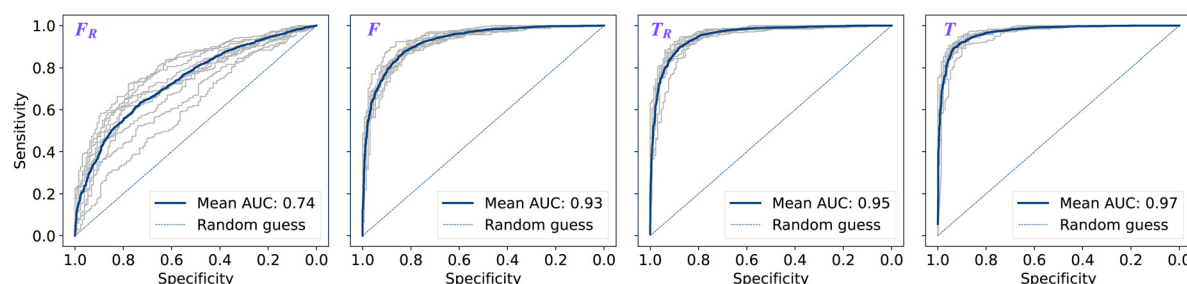 F_R
F
T_R
T
Sensitivity
1.0
0.8
0.6
0.4
0.2
0.0
Mean AUC: 0.74
Random guess
Mean AUC: 0.93
Random guess
Mean AUC: 0.95
Random guess
Mean AUC: 0.97
Random guess
1.0 0.8 0.6 0.4 0.2 0.0
1.0 0.8 0.6 0.4 0.2 0.0
1.0 0.8 0.6 0.4 0.2 0.0
1.0 0.8 0.6 0.4 0.2 0.0
Specificity
Specificity
Specificity
Specificity